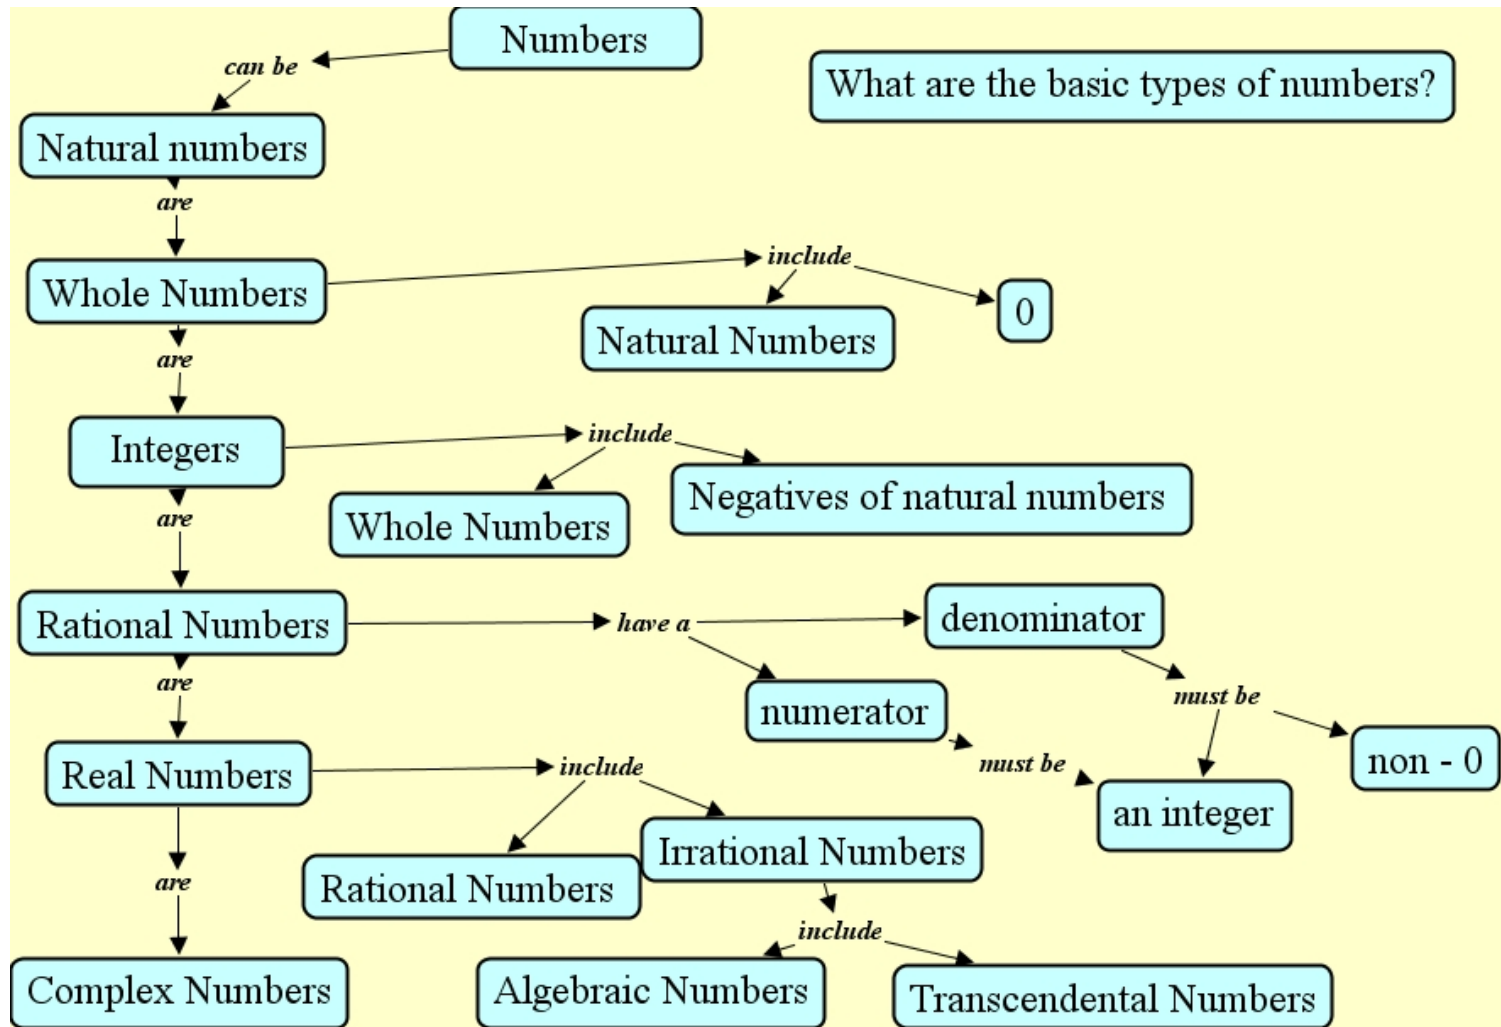 Numbers
What are the basic types of numbers?
can be
Natural numbers
are
Whole Numbers
include
Natural Numbers
0
are
Integers
include
Whole Numbers
Negatives of natural numbers
are
Rational Numbers
have a
denominator
numerator
must be
must be
non - 0
an integer
are
Real Numbers
include
Rational Numbers
Irrational Numbers
are
include
Complex Numbers
Algebraic Numbers
Transcendental Numbers